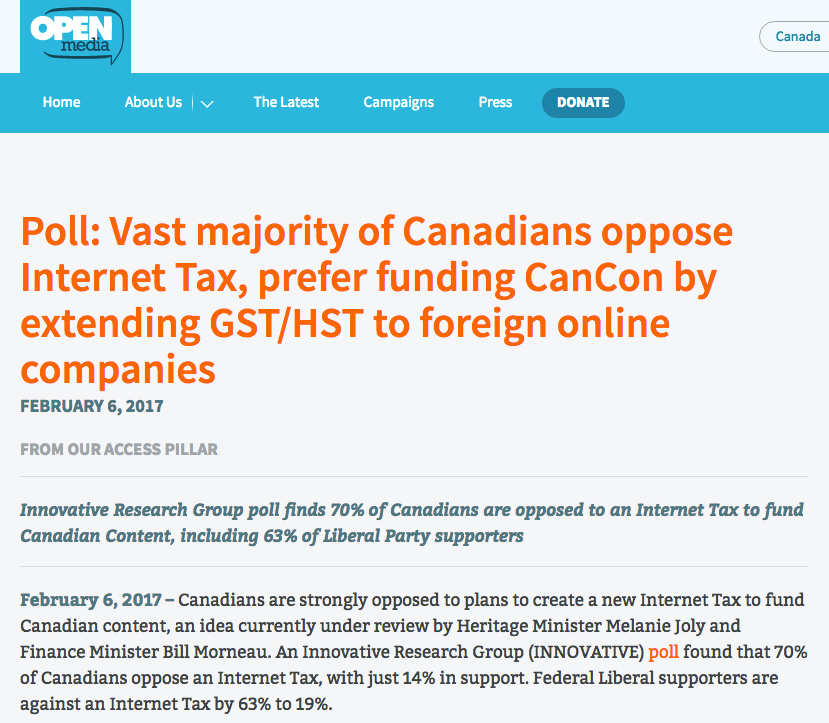 OPEN
media
Canada
Home About Us The Latest Campaigns Press DONATE
Poll: Vast majority of Canadians oppose
Internet Tax, prefer funding CanCon by
extending GST/HST to foreign online
companies
FEBRUARY 6, 2017
FROM OUR ACCESS PILLAR
Innovative Research Group poll finds 70% of Canadians are opposed to an Internet Tax to fund
Canadian Content, including 63% of Liberal Party supporters
February 6, 2017 – Canadians are strongly opposed to plans to create a new Internet Tax to fund
Canadian content, an idea currently under review by Heritage Minister Melanie Joly and
Finance Minister Bill Morneau. An Innovative Research Group (INNOVATIVE) poll found that 70%
of Canadians oppose an Internet Tax, with just 14% in support. Federal Liberal supporters are
against an Internet Tax by 63% to 19%.